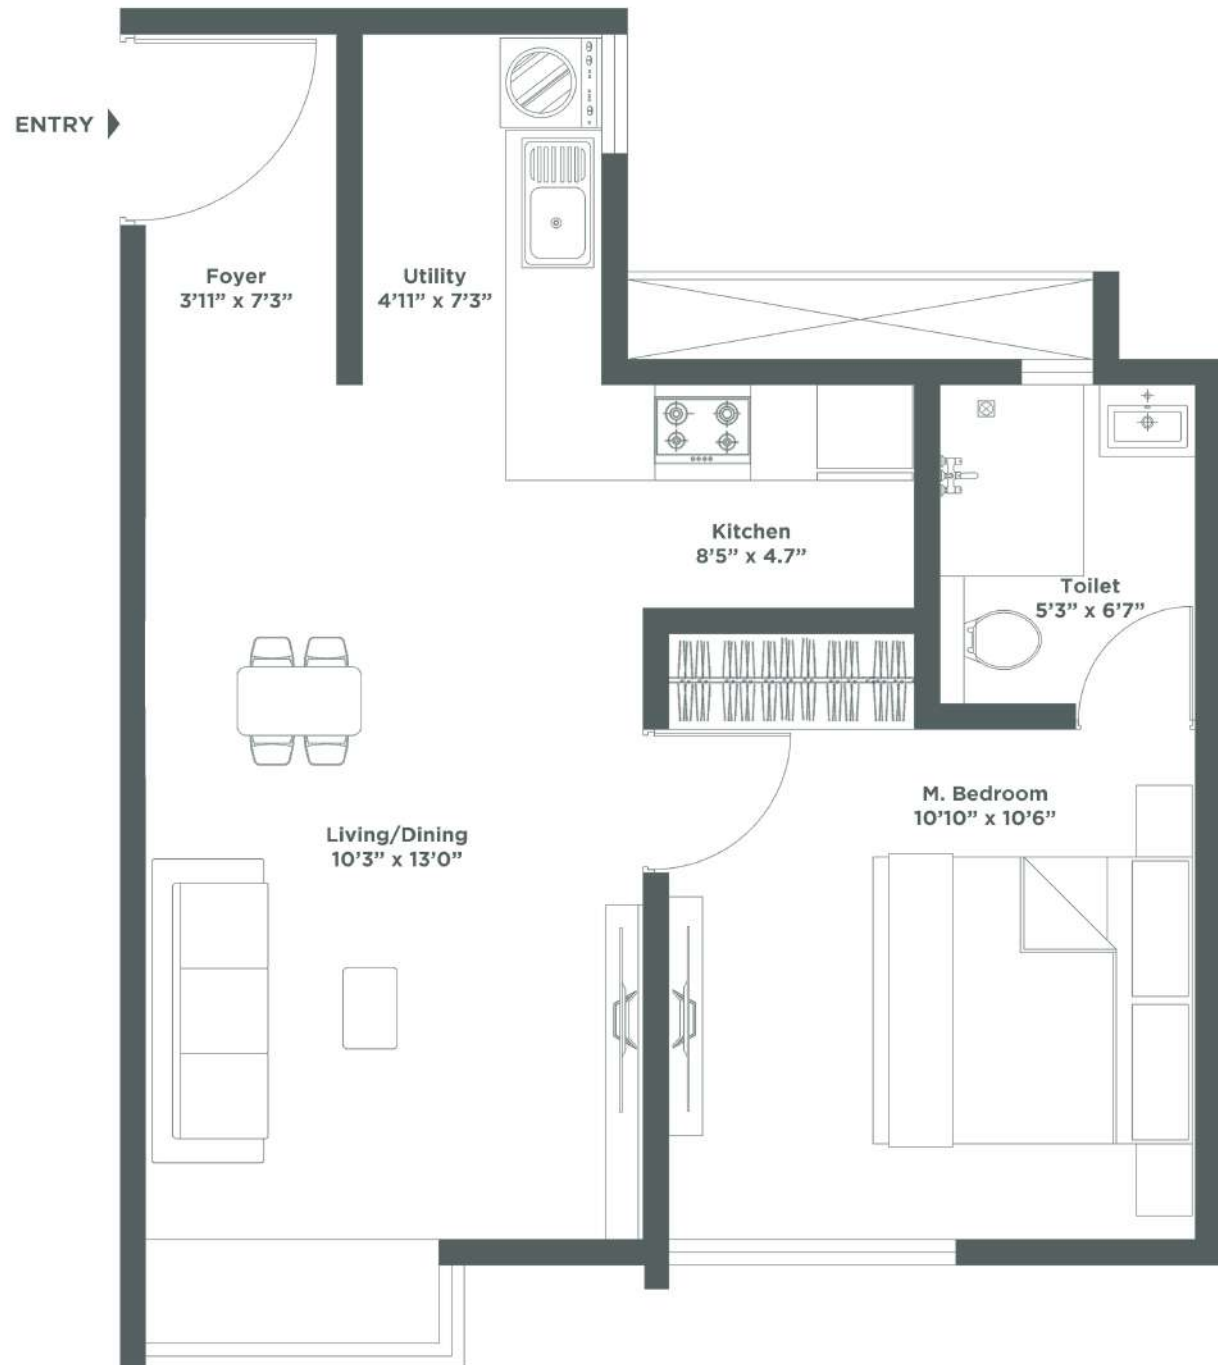 ENTRY
Foyer
3’11” x 7’3”
Utility
4’11” x 7’3”
Kitchen
8’5” x 4.7”
Toilet
5’3” x 6’7”
M. Bedroom
10’10” x 10’6”
Living/Dining
10’3” x 13’0”